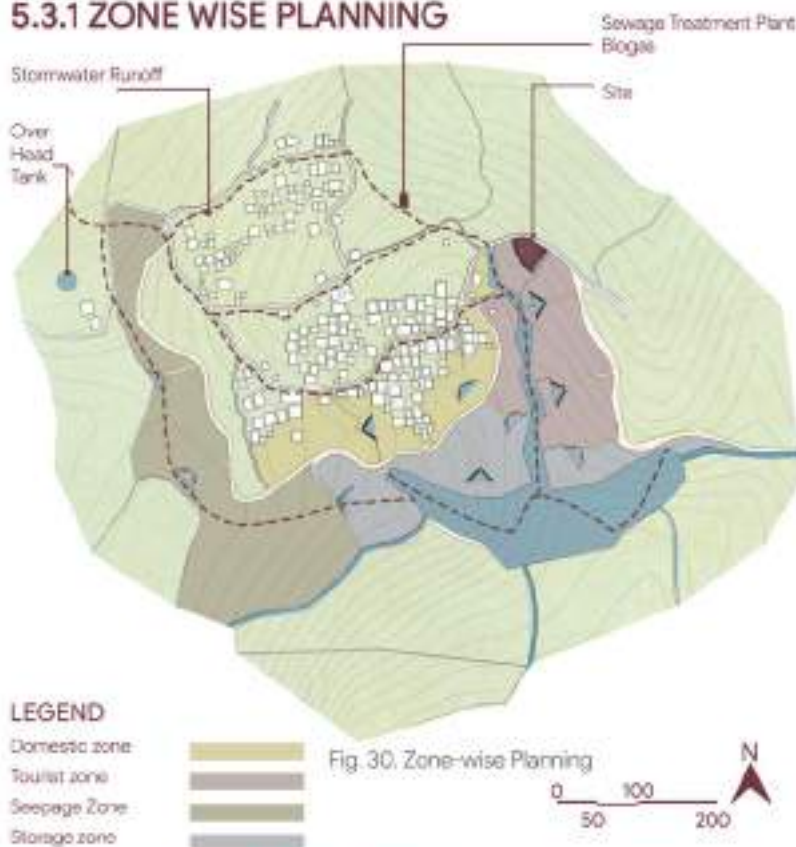 5.3.1 ZONE WISE PLANNING
Sewage Treatment Plant
Biogas
Stormwater Runoff
Site
Over
Head
Tank
LEGEND
Domestic zone
Tourist zone
Seepage Zone
Storage zone
Fig. 30. Zone-wise Planning
N
0 100
50 200